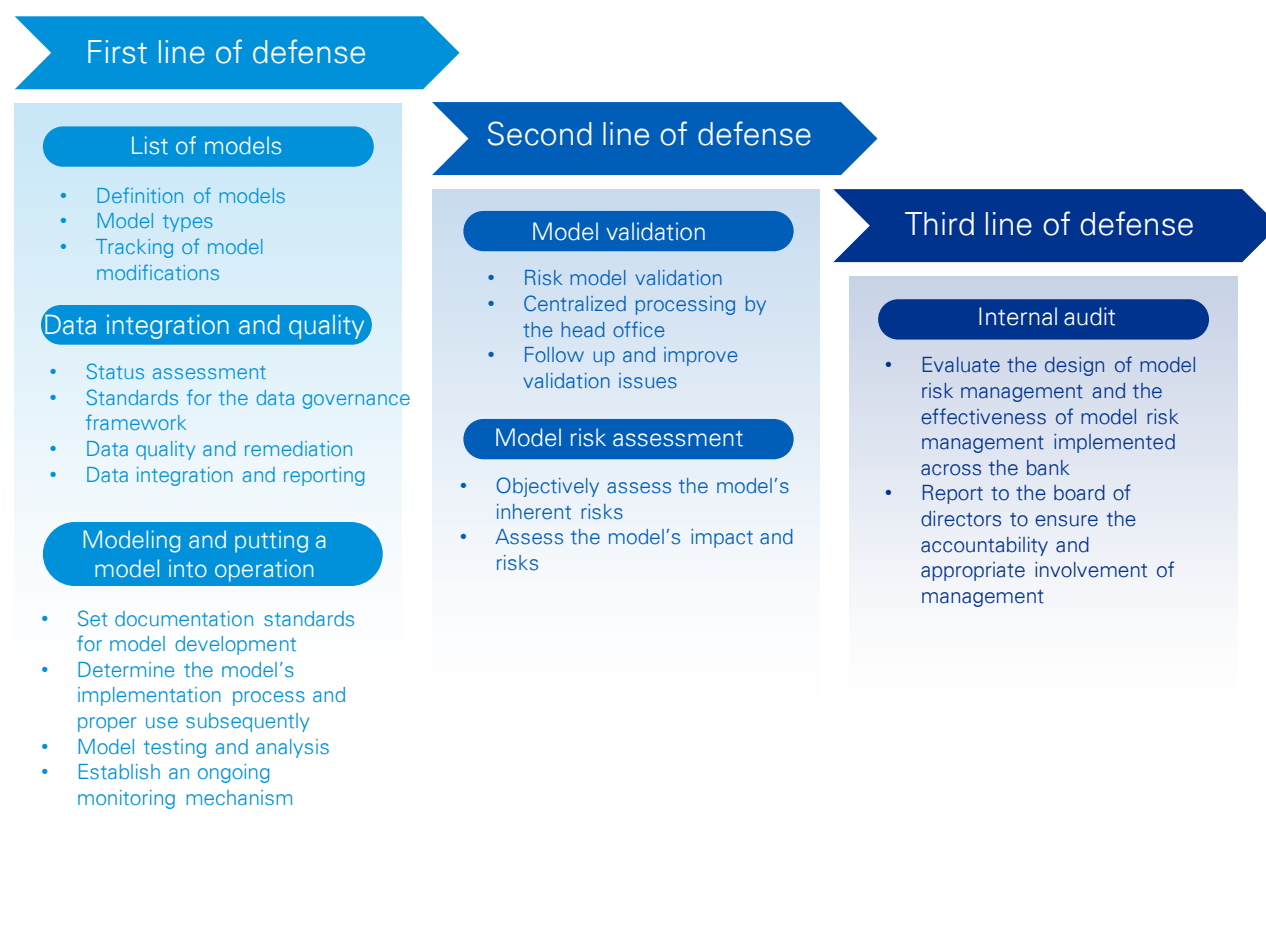 First line of defense
List of models
• Definition of models
• Model types
• Tracking of model
modifications
Data integration and quality
• Status assessment
• Standards for the data governance
framework
• Data quality and remediation
• Data integration and reporting
Modeling and putting a
model into operation
• Set documentation standards
for model development
• Determine the model's
implementation process and
proper use subsequently
• Model testing and analysis
• Establish an ongoing
monitoring mechanism
Second line of defense
Model validation
• Risk model validation
• Centralized processing by
the head office
• Follow up and improve
validation issues
Model risk assessment
• Objectively assess the model's
inherent risks
• Assess the model's impact and
risks
Third line of defense
Internal audit
• Evaluate the design of model
risk management and the
effectiveness of model risk
management implemented
across the bank
• Report to the board of
directors to ensure the
accountability and
appropriate involvement of
management